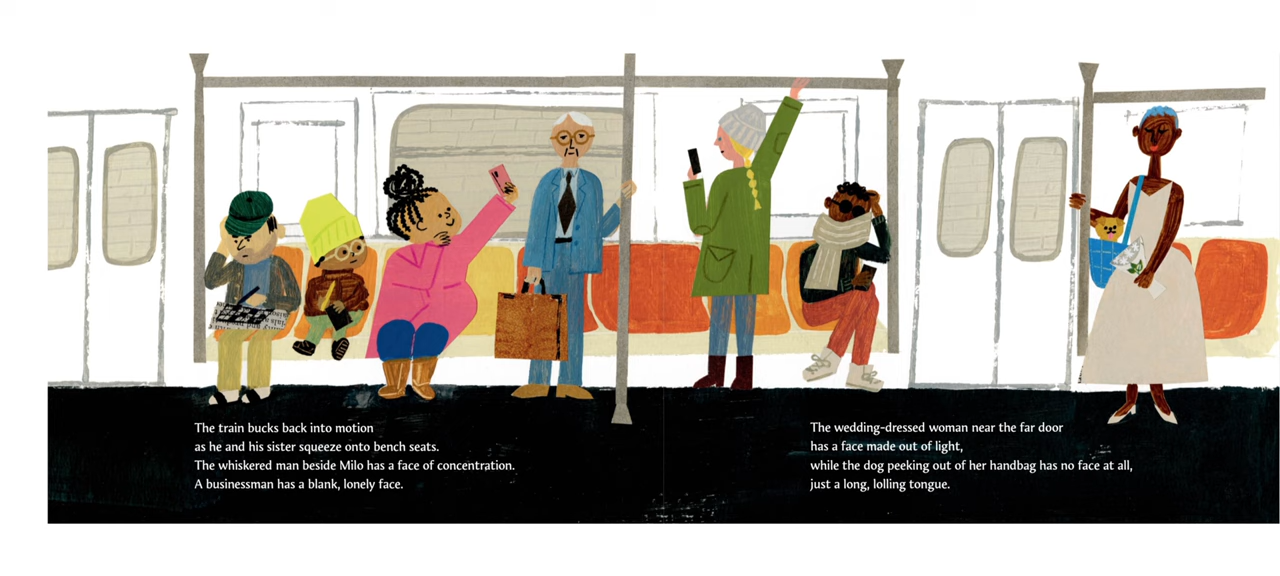 The train bucks back into motion
as he and his sister squeeze onto bench seats.
The whiskered man beside Milo has a face of concentration.
A businessman has a blank, lonely face.
The wedding-dressed woman near the far door
has a face made out of light,
while the dog peeking out of her handbag has no face at all,
just a long, lolling tongue.